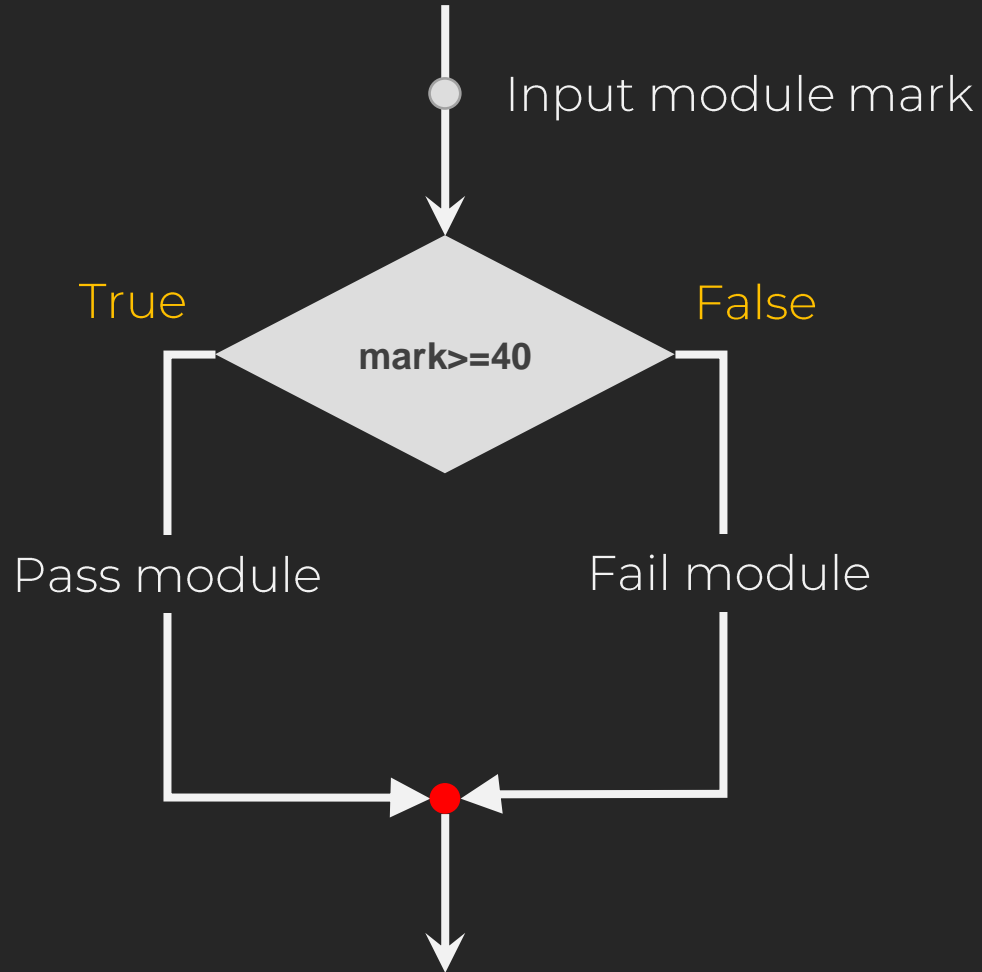 Input module mark
True
False
mark>=40
Pass module
Fail module